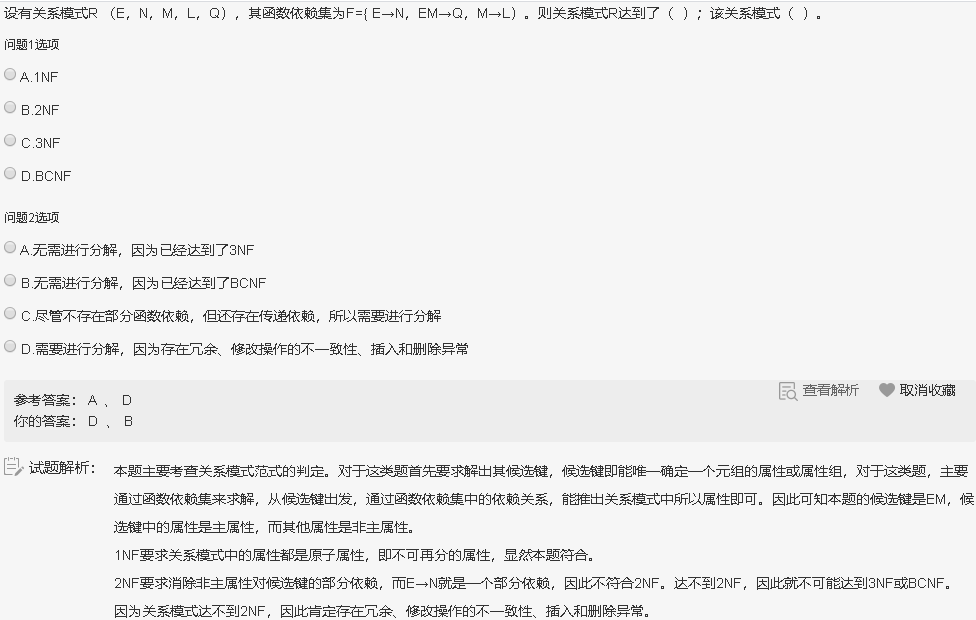 设有关系模式R （E，N，M，L，Q），其函数依赖集为F={ E→N，EM→Q，M→L）。则关系模式R达到了（ ）；该关系模式（ ）。
问题1选项
A.1NF
B.2NF
C.3NF
D.BCNF
问题2选项
A.无需进行分解，因为已经达到了3NF
B.无需进行分解，因为已经达到了BCNF
C.尽管不存在部分函数依赖，但还存在传递依赖，所以需要进行分解
D.需要进行分解，因为存在冗余、修改操作的不一致性、插入和删除异常
查看解析 取消收藏
参考答案： A 、 D
你的答案： D 、 B
试题解析： 本题主要考查关系模式范式的判定。对于这类题首先要求解出其候选键，候选键即能唯一确定一个元组的属性或属性组，对于这类题，主要
通过函数依赖集来求解，从候选键出发，通过函数依赖集中的依赖关系，能推出关系模式中所以属性即可。因此可知本题的候选键是EM，候
选键中的属性是主属性，而其他属性是非主属性。
1NF要求关系模式中的属性都是原子属性，即不可再分的属性，显然本题符合。
2NF要求消除非主属性对候选键的部分依赖，而E→N就是一个部分依赖，因此不符合2NF。达不到2NF，因此就不可能达到3NF或BCNF。
因为关系模式达不到2NF，因此肯定存在冗余、修改操作的不一致性、插入和删除异常。